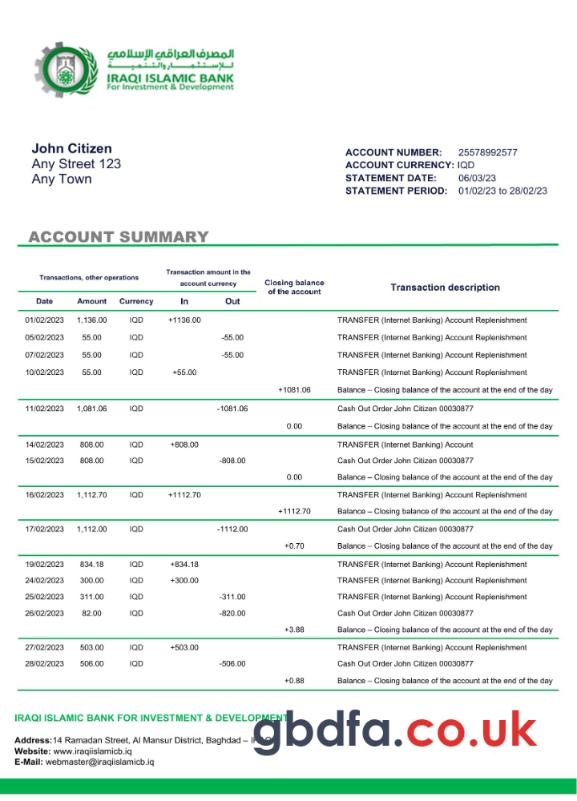 المصرف العراقي الإسلامي
للإستثمار والتنمية
IRAQI ISLAMIC BANK
For Investment & Development
John Citizen
Any Street 123
Any Town
ACCOUNT NUMBER: 25578992577
ACCOUNT CURRENCY: IQD
STATEMENT DATE: 06/03/23
STATEMENT PERIOD: 01/02/23 to 28/02/23
ACCOUNT SUMMARY
Transactions, other operations
Transaction amount in the
account currency
Closing balance
of the account
Transaction description
Date Amount Currency In Out
01/02/2023 1,136.00 IQD +1136.00 TRANSFER (Internet Banking) Account Replenishment
05/02/2023 55.00 IQD -55.00 TRANSFER (Internet Banking) Account Replenishment
07/02/2023 55.00 IQD -55.00 TRANSFER (Internet Banking) Account Replenishment
10/02/2023 55.00 IQD +55.00 TRANSFER (Internet Banking) Account Replenishment
+1081.06 Balance – Closing balance of the account at the end of the day
11/02/2023 1,081.06 IQD -1081.06 Cash Out Order John Citizen 00030877
0.00 Balance – Closing balance of the account at the end of the day
14/02/2023 808.00 IQD +808.00 TRANSFER (Internet Banking) Account
15/02/2023 808.00 IQD -808.00 Cash Out Order John Citizen 00030877
0.00 Balance – Closing balance of the account at the end of the day
16/02/2023 1,112.70 IQD +1112.70 TRANSFER (Internet Banking) Account Replenishment
+1112.70 Balance – Closing balance of the account at the end of the day
17/02/2023 1,112.00 IQD -1112.00 Cash Out Order John Citizen 00030877
+0.70 Balance – Closing balance of the account at the end of the day
19/02/2023 834.18 IQD +834.18 TRANSFER (Internet Banking) Account Replenishment
24/02/2023 300.00 IQD +300.00 TRANSFER (Internet Banking) Account Replenishment
25/02/2023 311.00 IQD -311.00 TRANSFER (Internet Banking) Account Replenishment
26/02/2023 82.00 IQD -820.00 Cash Out Order John Citizen 00030877
+3.88 Balance – Closing balance of the account at the end of the day
27/02/2023 503.00 IQD +503.00 TRANSFER (Internet Banking) Account Replenishment
28/02/2023 506.00 IQD -506.00 Cash Out Order John Citizen 00030877
+0.88 Balance – Closing balance of the account at the end of the day
IRAQI ISLAMIC BANK FOR INVESTMENT & DEVELOPMENT
gbdfa.co.uk
Address:14 Ramadan Street, Al Mansur District, Baghdad –
Website: www.iraqiislamicb.iq
E-Mail: webmaster@iraqiislamicb.iq